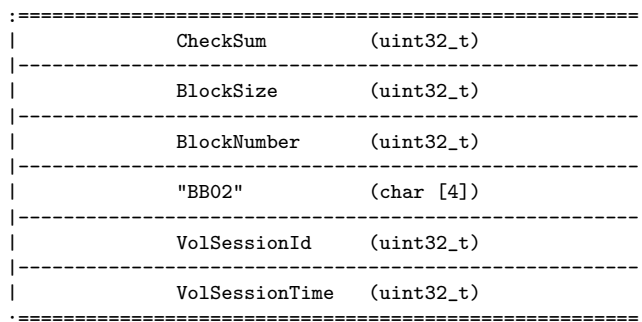 :=========================================================
| CheckSum (uint32_t)
|---------------------------------------------------------
| BlockSize (uint32_t)
|---------------------------------------------------------
| BlockNumber (uint32_t)
|---------------------------------------------------------
| "BB02" (char [4])
|---------------------------------------------------------
| VolSessionId (uint32_t)
|---------------------------------------------------------
| VolSessionTime (uint32_t)
:=========================================================